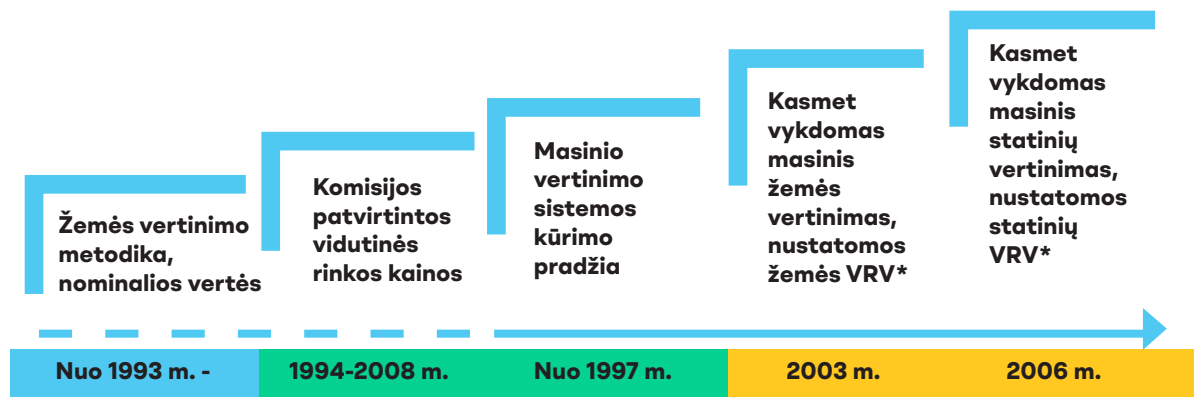 Žemės vertinimo
metodika,
nominalios vertės
Komisijos
patvirtintos
vidutinės
rinkos kainos
Masinio
vertinimo
sistemos
kūrimo
pradžia
Kasmet
vykdomas
masinis
žemės
vertinimas,
nustatomos
žemės VRV*
Kasmet
vykdomas
masinis
statinių
vertinimas,
nustatomos
statinių
VRV*
Nuo 1993 m. -
1994-2008 m.
Nuo 1997 m.
2003 m.
2006 m.